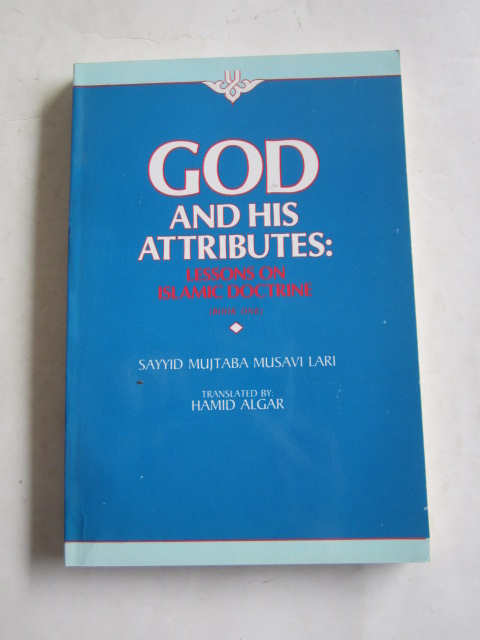 GOD
AND HIS
ATTRIBUTES:
LESSONS ON
ISLAMIC DOCTRINE
SAYYID MUJTABA MUSAVI LARI
TRANSLATED BY:
HAMID ALGAR